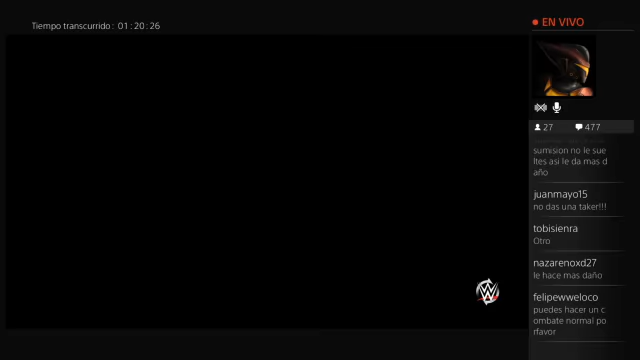 Tiempo transcurrido: 01:20:26
EN VIVO
27 477
sumision no le sue
ltes asi le da mas d
año
juanmayo15
no das una taker!!!
tobisienra
Otro
nazarenoxd27
le hace mas daño
felipewweloco
puedes hacer un c
ombate normal po
rfavor
W